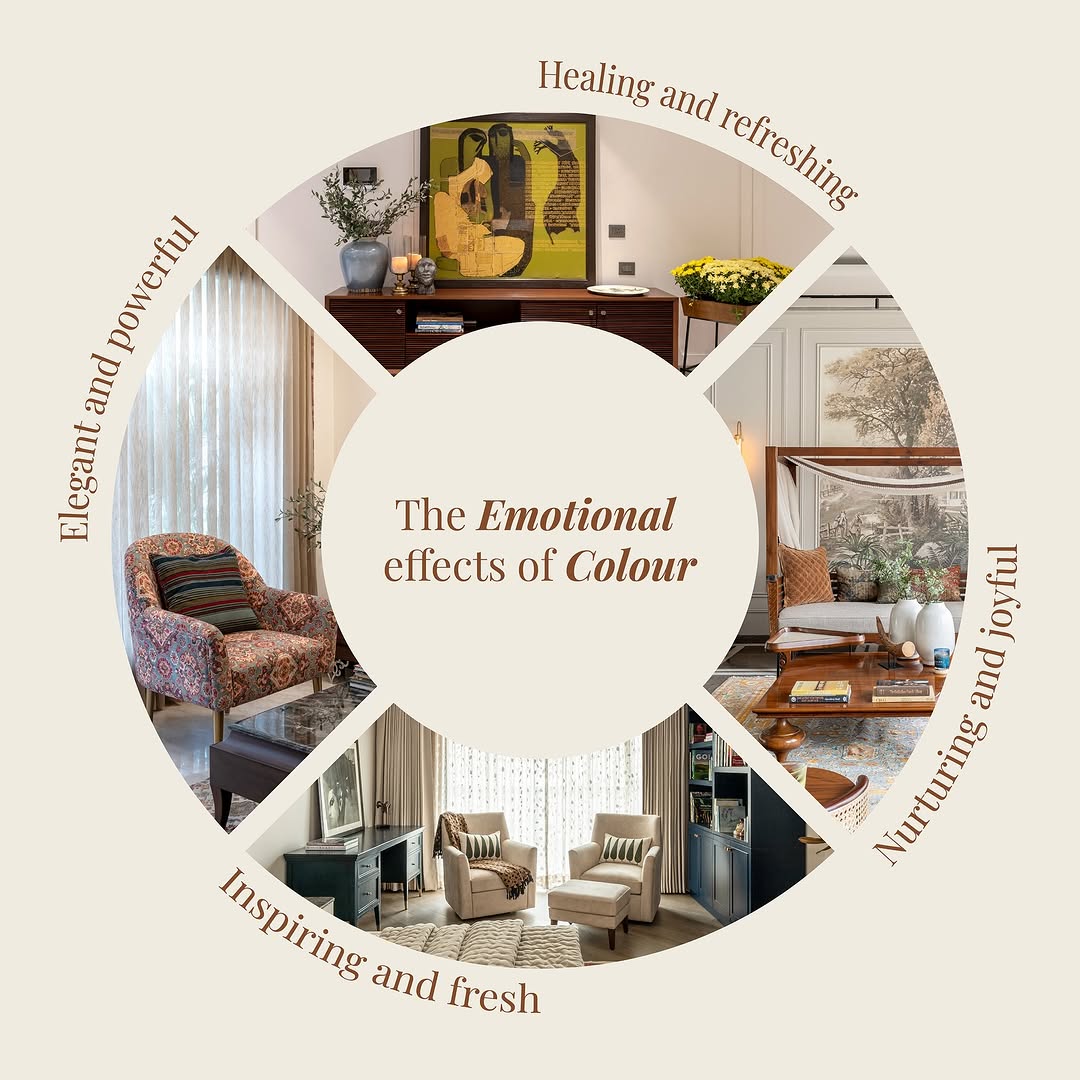 Healing and refreshing
Elegant and powerful
The Emotional
effects of Colour
Nurturing and joyful
Inspiring and fresh